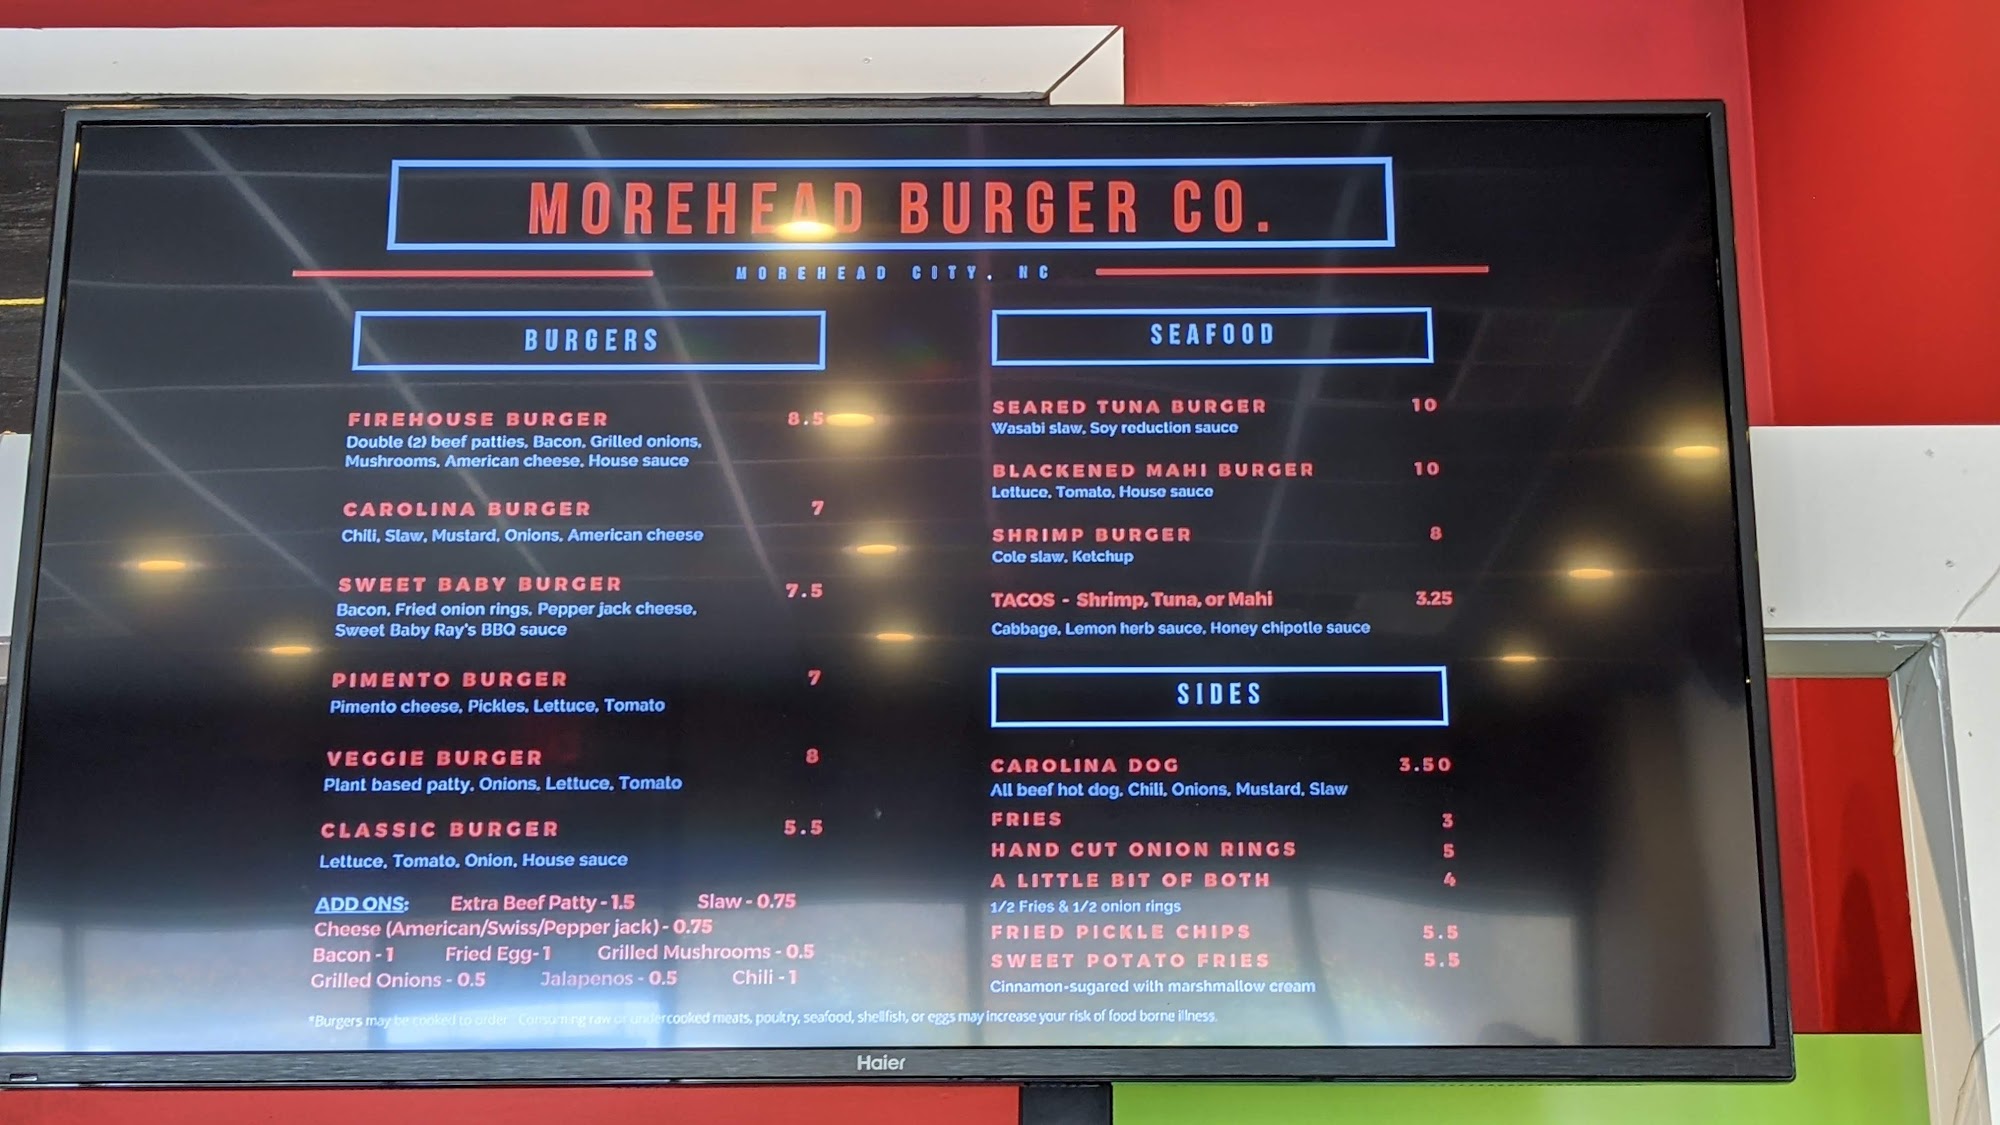 MOREHEAD BURGER CO.
MOREHEAD CITY, NC
BURGERS
FIREHOUSE BURGER 8.5
Double (2) beef patties, Bacon, Grilled onions,
Mushrooms, American cheese, House sauce
CAROLINA BURGER 7
Chili, Slaw, Mustard, Onions, American cheese
SWEET BABY BURGER 7.5
Bacon, Fried onion rings, Pepper jack cheese,
Sweet Baby Ray's BBQ sauce
PIMENTO BURGER 7
Pimento cheese, Pickles, Lettuce, Tomato
VEGGIE BURGER 8
Plant based patty, Onions, Lettuce, Tomato
CLASSIC BURGER 5.5
Lettuce, Tomato, Onion, House sauce
ADD ONS: Extra Beef Patty - 1.5 Slaw - 0.75
Cheese (American/Swiss/Pepper jack) - 0.75
Bacon - 1 Fried Egg- 1 Grilled Mushrooms - 0.5
Grilled Onions - 0.5 Jalapenos - 0.5 Chili - 1
SEAFOOD
SEARED TUNA BURGER 10
Wasabi slaw, Soy reduction sauce
BLACKENED MAHI BURGER 10
Lettuce, Tomato, House sauce
SHRIMP BURGER 8
Cole slaw, Ketchup
TACOS - Shrimp, Tuna, or Mahi 3.25
Cabbage, Lemon herb sauce, Honey chipotle sauce
SIDES
CAROLINA DOG 3.50
All beef hot dog, Chili, Onions, Mustard, Slaw
FRIES 3
HAND CUT ONION RINGS 5
A LITTLE BIT OF BOTH 4
1/2 Fries & 1/2 onion rings
FRIED PICKLE CHIPS 5.5
SWEET POTATO FRIES 5.5
Cinnamon-sugared with marshmallow cream
*Burgers may be cooked to order. Consuming raw or undercooked meats, poultry, seafood, shellfish, or eggs may increase your risk of food borne illness.
Haier